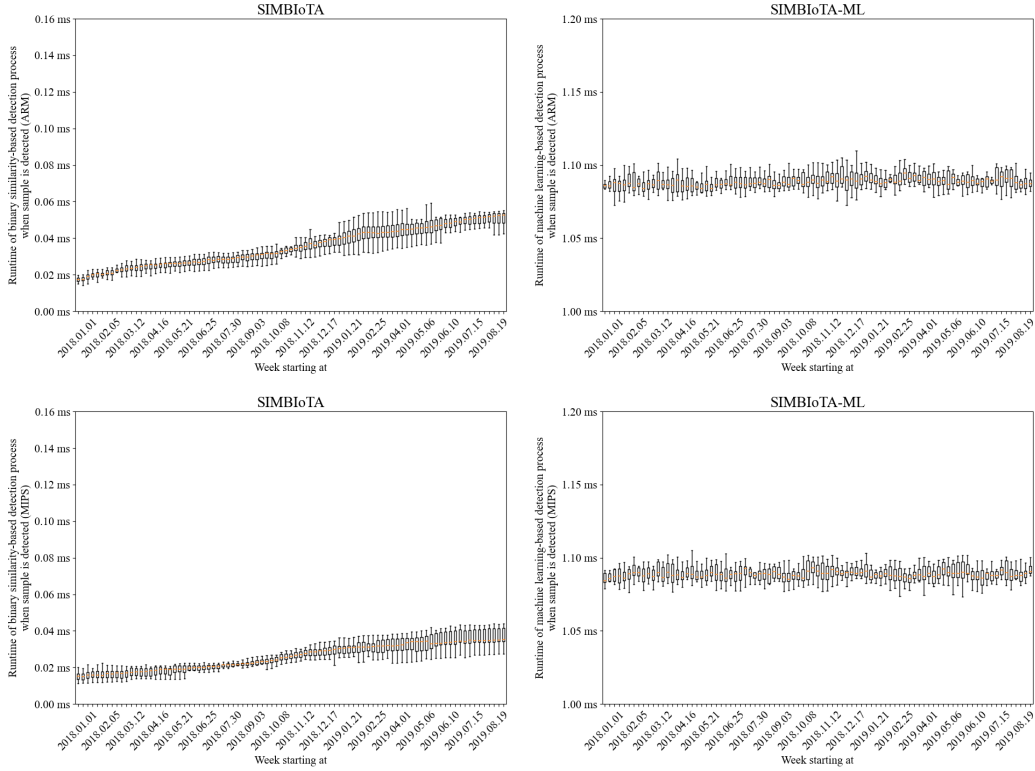 SIMBIoTA
0.16 ms
0.14 ms
0.12 ms
0.10 ms
0.08 ms
0.06 ms
0.04 ms
0.02 ms
0.00 ms
Runtime of binary similarity-based detection process
when sample is detected (ARM)
2018.01.01
2018.02.05
2018.03.12
2018.04.16
2018.05.21
2018.06.25
2018.07.30
2018.09.03
2018.10.08
2018.11.12
2018.12.17
2019.01.21
2019.02.25
2019.04.01
2019.05.06
2019.06.10
2019.07.15
2019.08.19
Week starting at
SIMBIoTA-ML
1.20 ms
1.15 ms
1.10 ms
1.05 ms
1.00 ms
Runtime of machine learning-based detection process
when sample is detected (ARM)
2018.01.01
2018.02.05
2018.03.12
2018.04.16
2018.05.21
2018.06.25
2018.07.30
2018.09.03
2018.10.08
2018.11.12
2018.12.17
2019.01.21
2019.02.25
2019.04.01
2019.05.06
2019.06.10
2019.07.15
2019.08.19
Week starting at
SIMBIoTA
0.16 ms
0.14 ms
0.12 ms
0.10 ms
0.08 ms
0.06 ms
0.04 ms
0.02 ms
0.00 ms
Runtime of binary similarity-based detection process
when sample is detected (MIPS)
2018.01.01
2018.02.05
2018.03.12
2018.04.16
2018.05.21
2018.06.25
2018.07.30
2018.09.03
2018.10.08
2018.11.12
2018.12.17
2019.01.21
2019.02.25
2019.04.01
2019.05.06
2019.06.10
2019.07.15
2019.08.19
Week starting at
SIMBIoTA-ML
1.20 ms
1.15 ms
1.10 ms
1.05 ms
1.00 ms
Runtime of machine learning-based detection process
when sample is detected (MIPS)
2018.01.01
2018.02.05
2018.03.12
2018.04.16
2018.05.21
2018.06.25
2018.07.30
2018.09.03
2018.10.08
2018.11.12
2018.12.17
2019.01.21
2019.02.25
2019.04.01
2019.05.06
2019.06.10
2019.07.15
2019.08.19
Week starting at